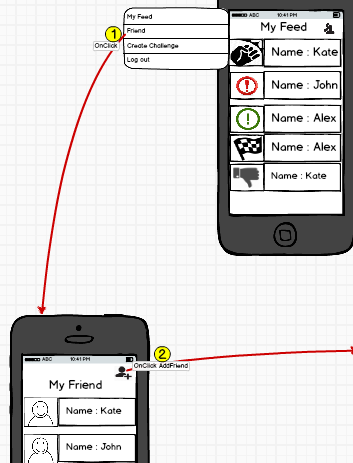 My Feed
Friend
Create Challenge
Log out
1
OnClick
ABC 10:41 PM
My Feed
Name : Kate
Name : John
Name : Alex
Name : Alex
Name : Kate
ABC 10:41 PM
My Friend
2
OnClick AddFriend
Name : Kate
Name : John